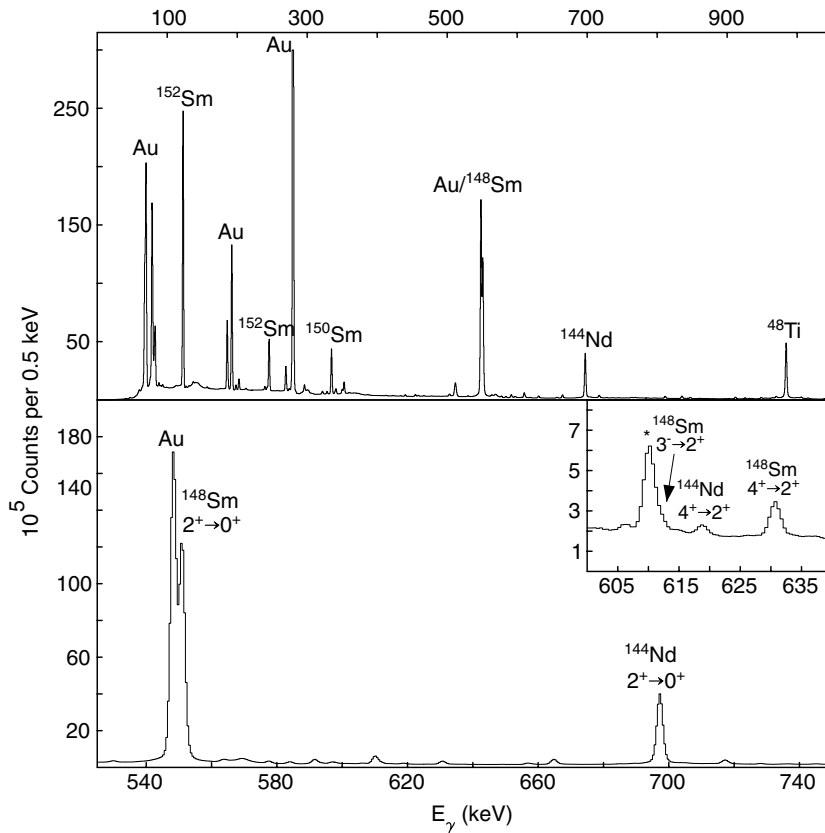 100 300 500 700 900
250
150
50
Au
¹⁵²Sm
Au
¹⁵²Sm
Au
¹⁵⁰Sm
Au/¹⁴⁸Sm
¹⁴⁴Nd
⁴⁸Ti
10⁵ Counts per 0.5 keV
180
140
100
60
20
Au
¹⁴⁸Sm
2⁺→0⁺
¹⁴⁴Nd
2⁺→0⁺
7
5
3
1
*
¹⁴⁸Sm
3⁻→2⁺
¹⁴⁴Nd
4⁺→2⁺
¹⁴⁸Sm
4⁺→2⁺
605 615 625 635
540 580 620 660 700 740
E_γ (keV)